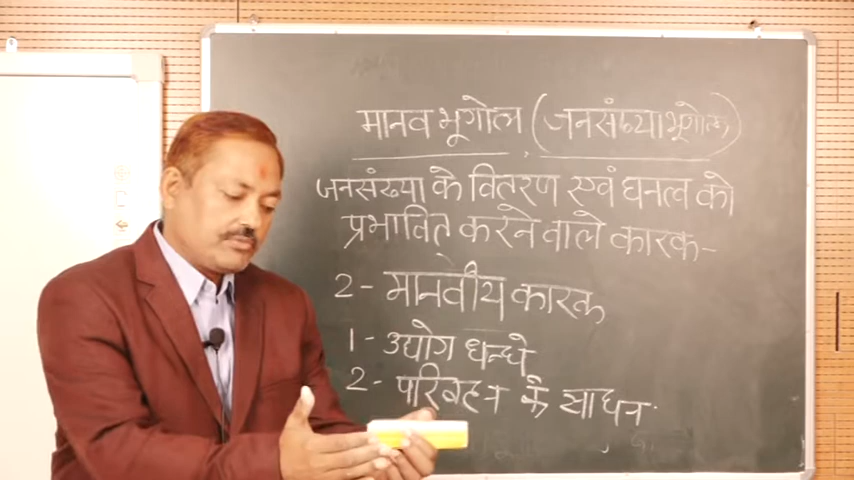 मानव भूगोल (जनसंख्या भूगोल)
जनसंख्या के वितरण एवं घनत्व को
प्रभावित करने वाले कारक-
2- मानवीय कारक
1- उद्योग धन्धे
2- परिवहन के साधन